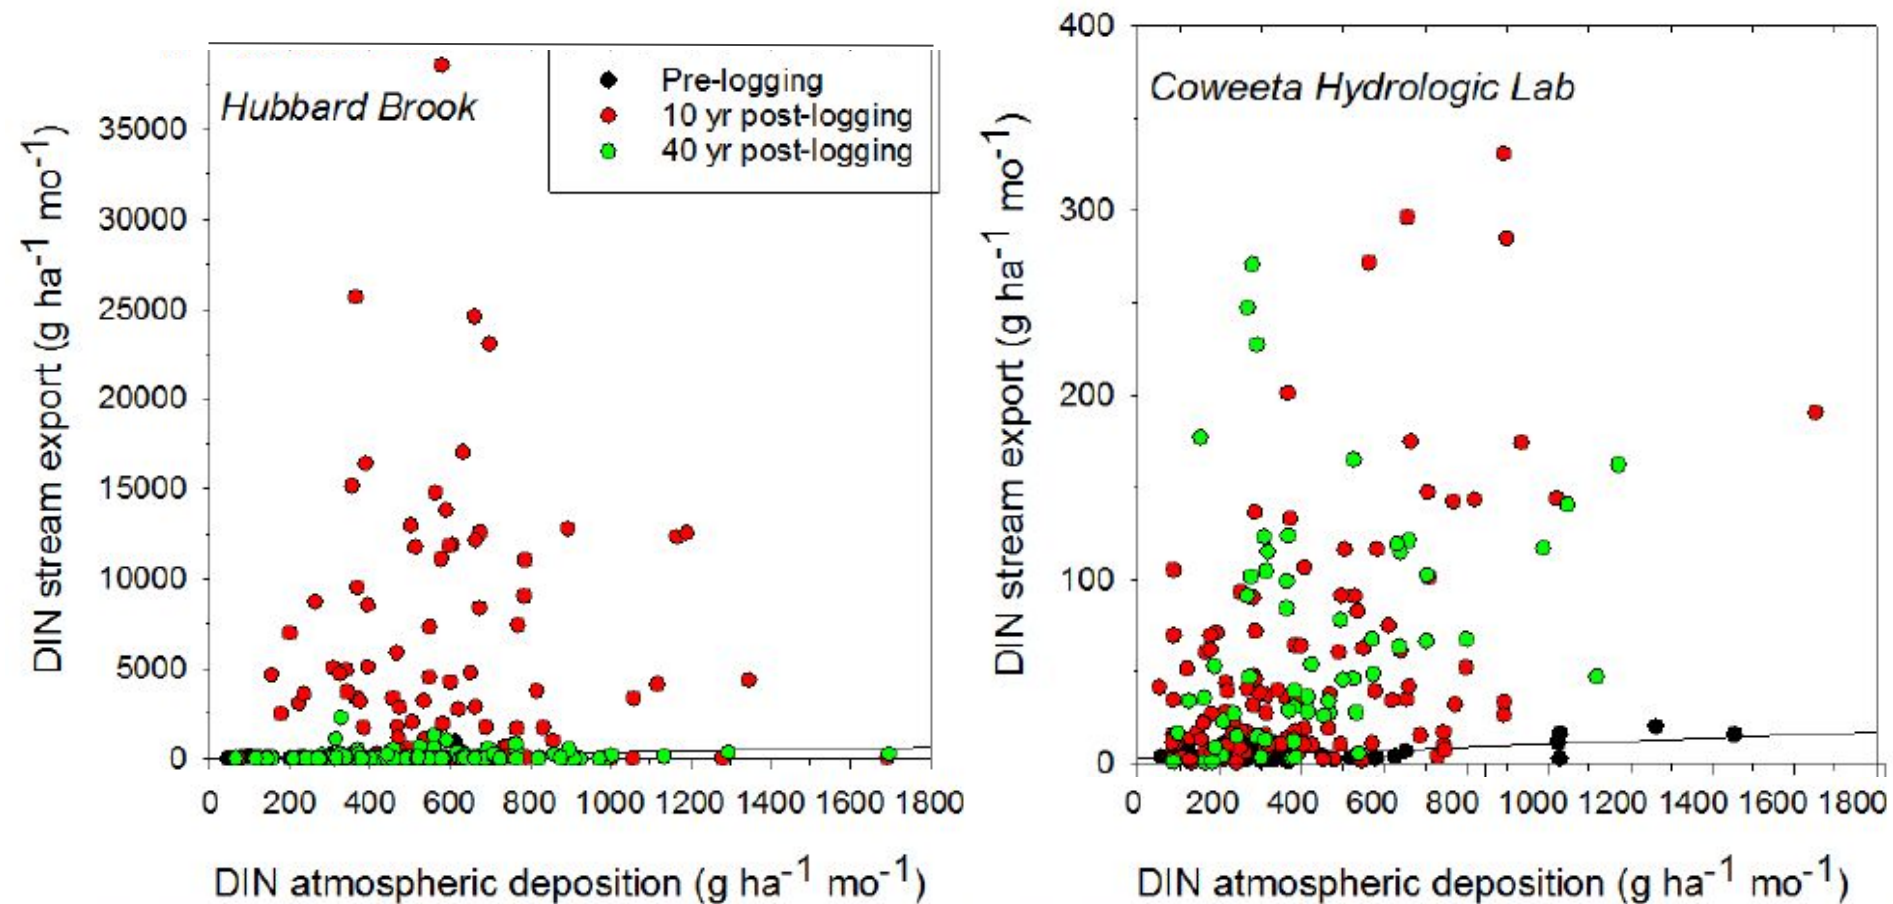 Hubbard Brook
Pre-logging
10 yr post-logging
40 yr post-logging
DIN stream export (g ha⁻¹ mo⁻¹)
35000
30000
25000
20000
15000
10000
5000
0
0 200 400 600 800 1000 1200 1400 1600 1800
DIN atmospheric deposition (g ha⁻¹ mo⁻¹)
Coweeta Hydrologic Lab
DIN stream export (g ha⁻¹ mo⁻¹)
400
300
200
100
0
0 200 400 600 800 1000 1200 1400 1600 1800
DIN atmospheric deposition (g ha⁻¹ mo⁻¹)